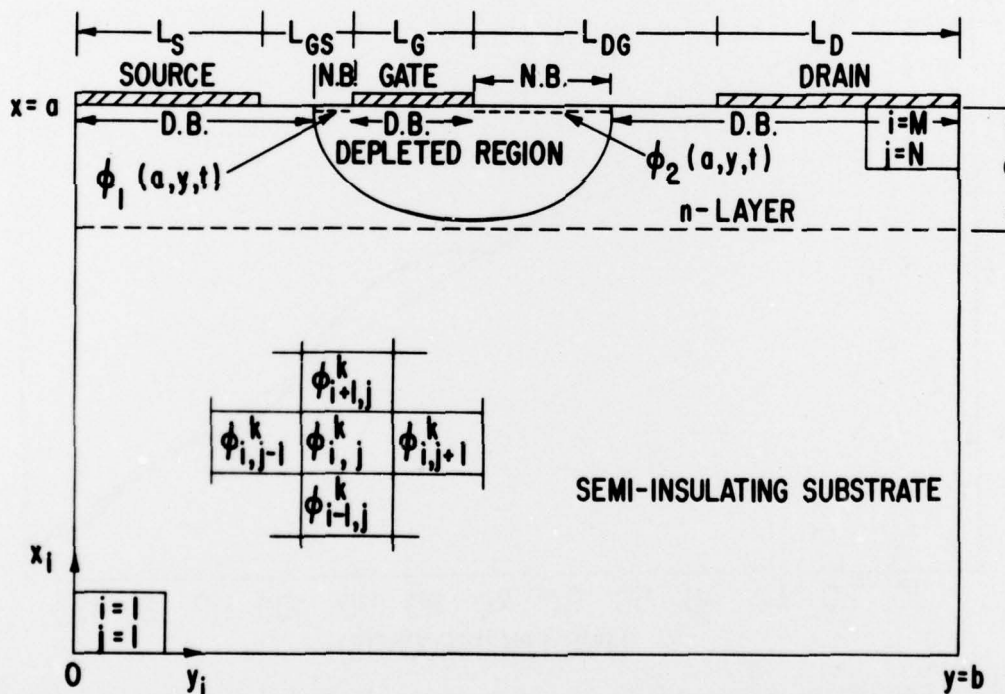 L_S L_GS L_G L_DG L_D
SOURCE N.B. GATE N.B. DRAIN
x=a
D.B. D.B. D.B. i=M
j=N
DEPLETED REGION
ϕ_1 (a,y,t) ϕ_2 (a,y,t)
n-LAYER
ϕ^k_{i+1,j}
ϕ^k_{i,j-1} ϕ^k_{i,j} ϕ^k_{i,j+1}
ϕ^k_{i-1,j}
SEMI-INSULATING SUBSTRATE
x_i
i=1
j=1
0 y_i y=b